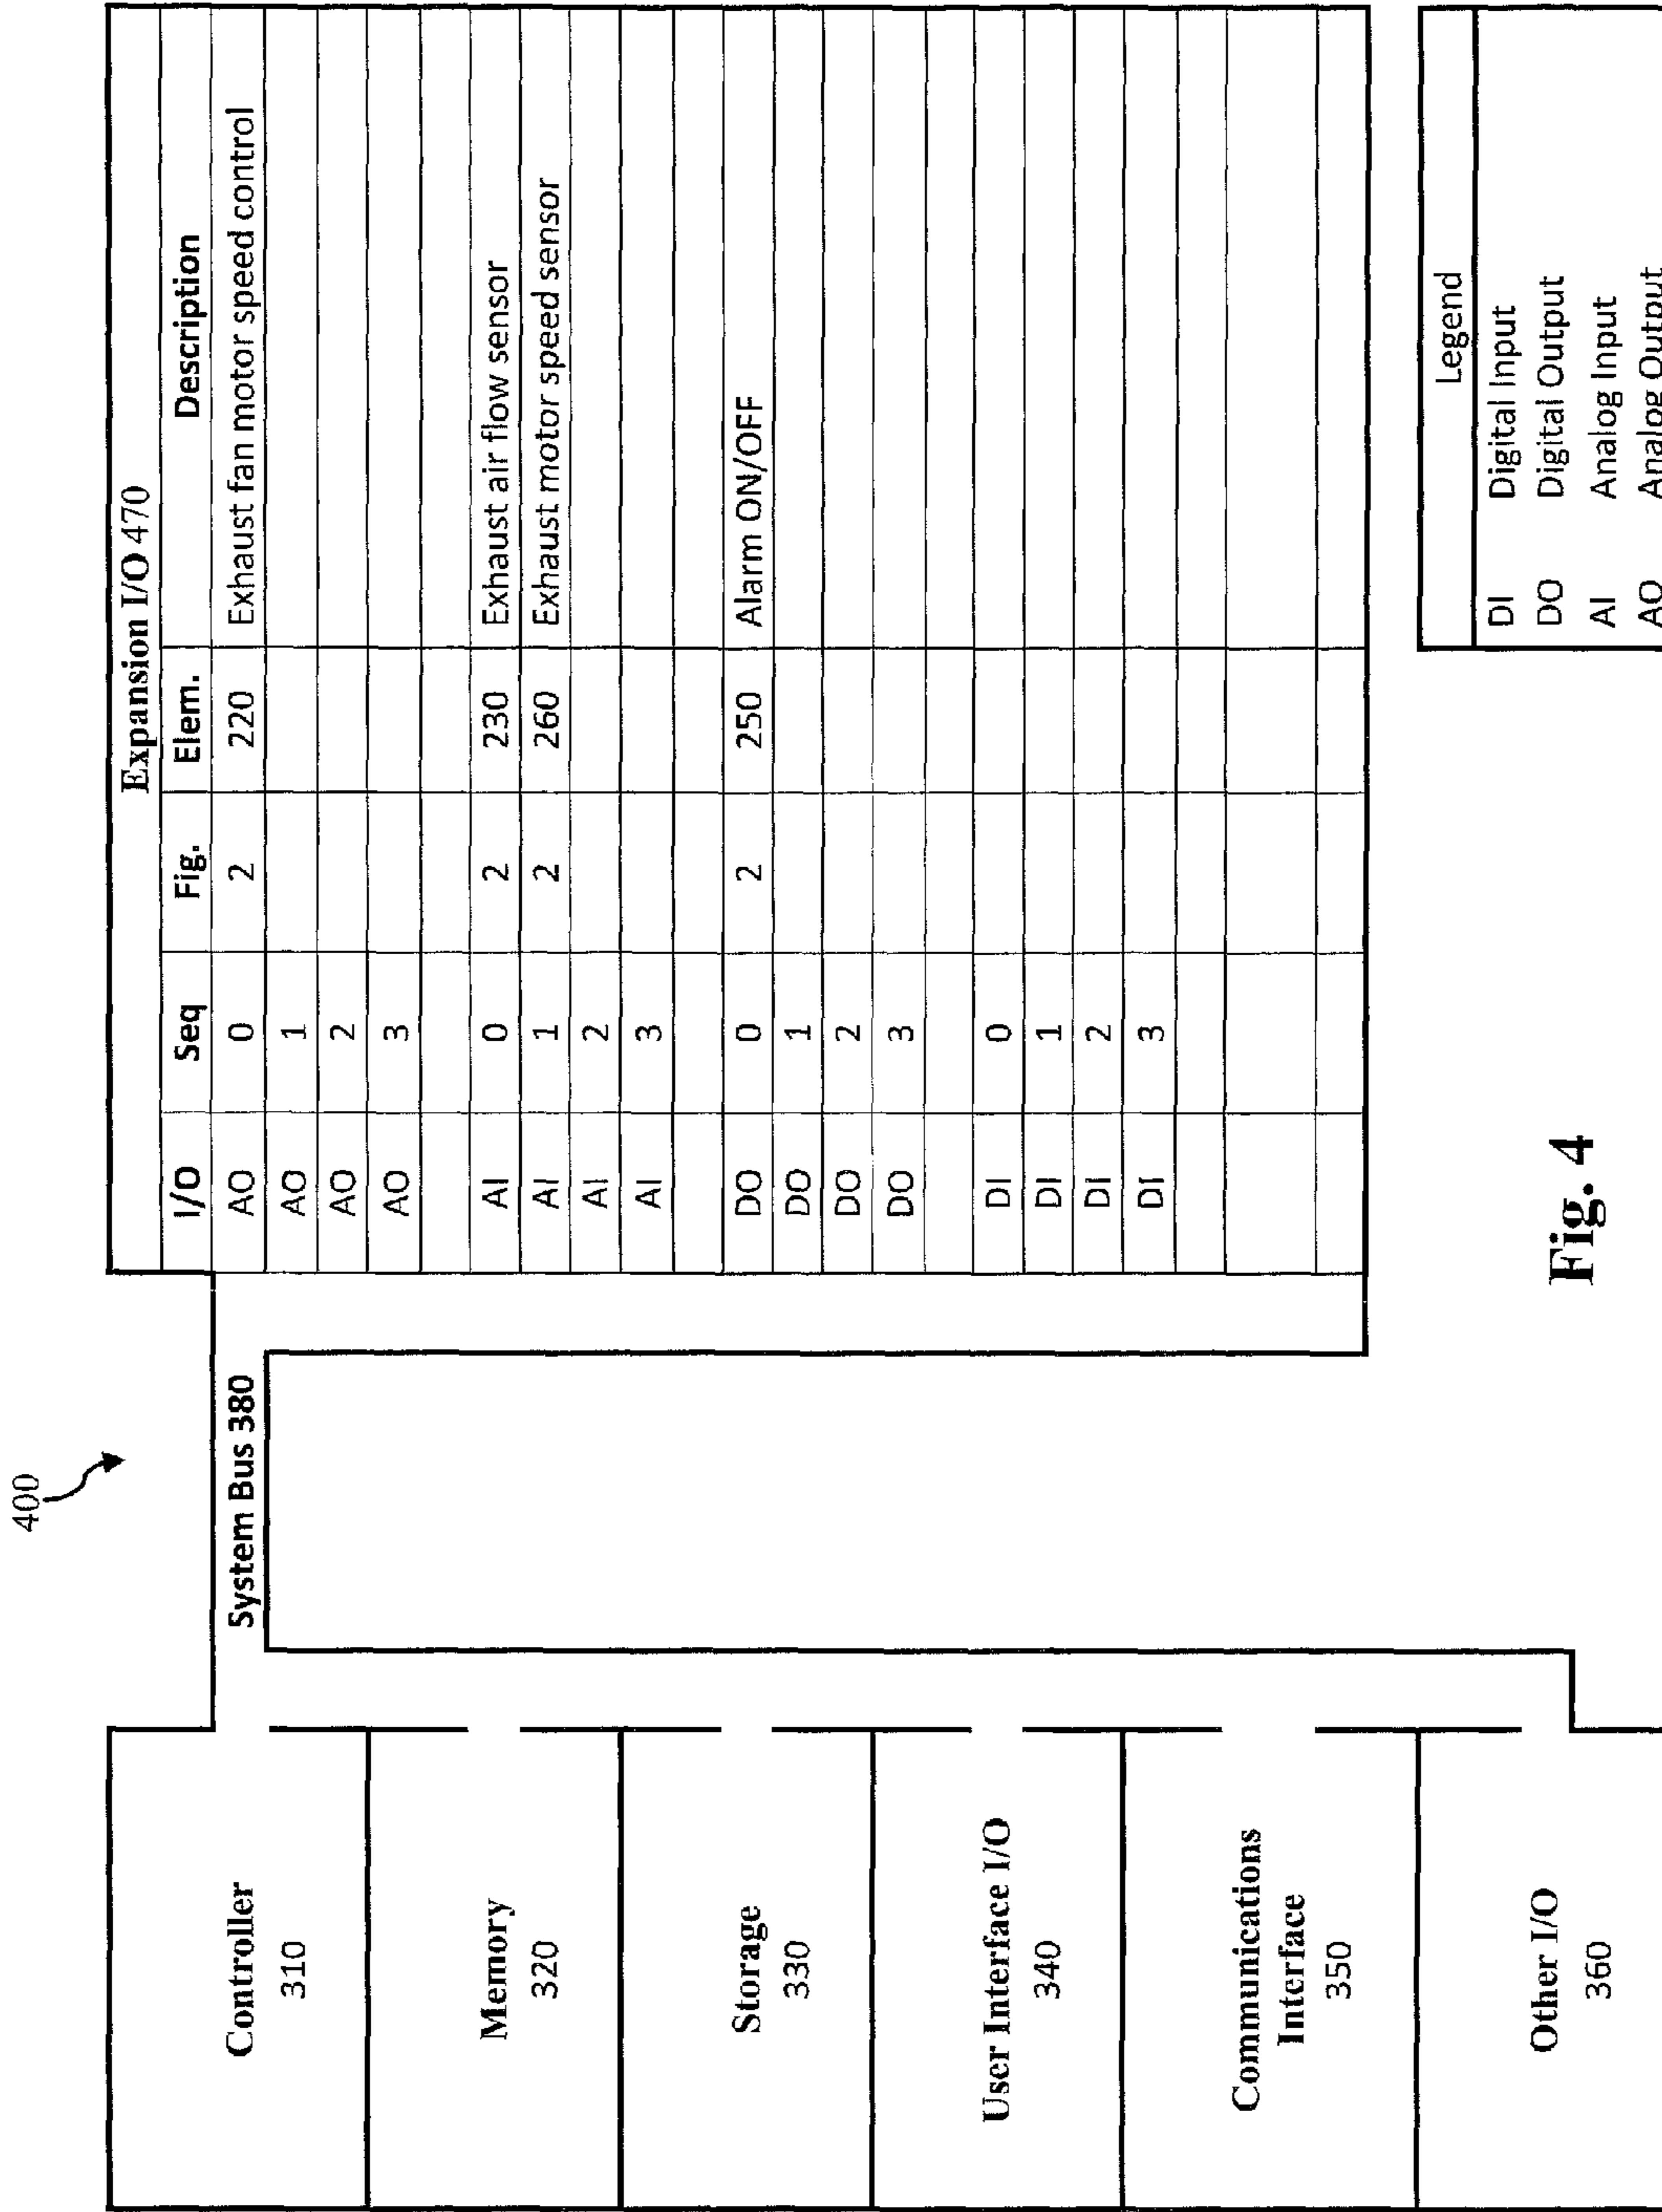 400
Controller
310
Memory
320
Storage
330
User Interface I/O
340
Communications
Interface
350
Other I/O
360
System Bus 380
Expansion I/O 470
I/O Seq Fig. Elem. Description
AO 0 2 220 Exhaust fan motor speed control
AO 1
AO 2
AO 3
AI 0 2 230 Exhaust air flow sensor
AI 1 2 260 Exhaust motor speed sensor
AI 2
AI 3
DO 0 2 250 Alarm ON/OFF
DO 1
DO 2
DO 3
DI 0
DI 1
DI 2
DI 3
Legend
DI Digital Input
DO Digital Output
AI Analog Input
AO Analog Output
Fig. 4